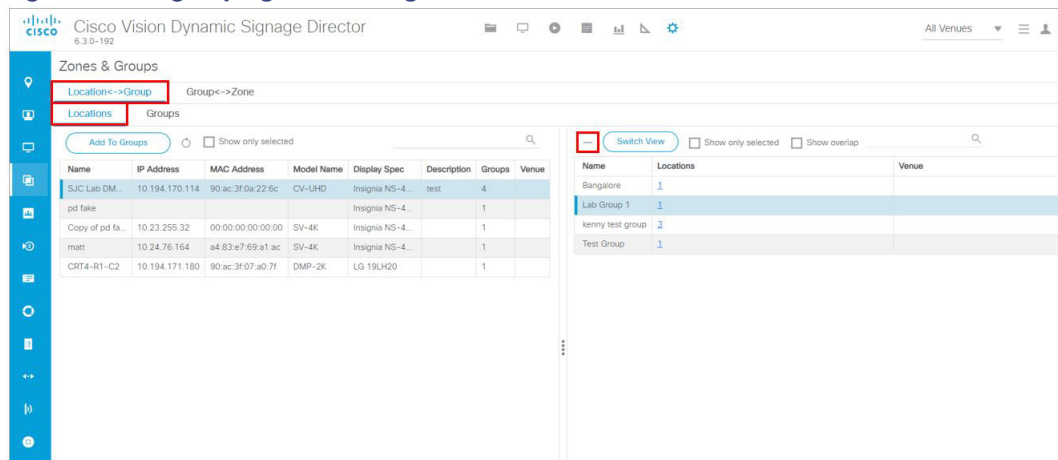 cisco
Cisco Vision Dynamic Signage Director
6.3.0-192
All Venues
Zones & Groups
Location<->Group Group<->Zone
Locations Groups
Add To Groups Show only selected
Name IP Address MAC Address Model Name Display Spec Description Groups Venue
SJC Lab DM... 10.194.170.114 90:ac:3f:0a:22:6c CV-UHD Insignia NS-4... test 4
pd fake Insignia NS-4... 1
Copy of pd fa... 10.23.255.32 00:00:00:00:00:00 SV-4K Insignia NS-4... 1
matt 10.24.76.164 a4:83:e7:69:a1:ac SV-4K Insignia NS-4... 1
CRT4-R1-C2 10.194.171.180 90:ac:3f:07:a0:7f DMP-2K LG 19LH20 1
Switch View Show only selected Show overlap
Name Locations Venue
Bangalore 1
Lab Group 1 1
kenny test group 3
Test Group 1